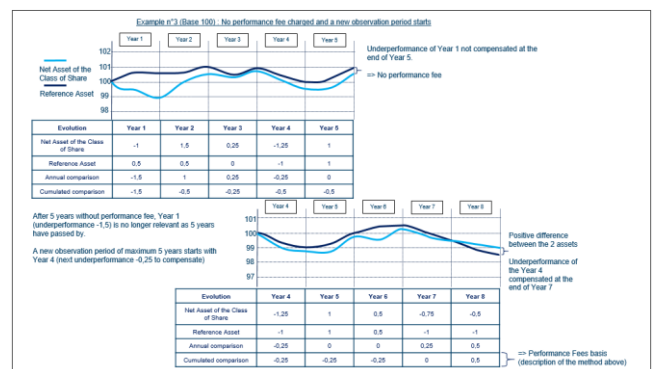 Example n°3 (Base 100) : No performance fee charged and a new observation period starts
Year 1 Year 2 Year 3 Year 4 Year 5
102
101
100
99
98
Net Asset of the
Class of Share
Reference Asset
Underperformance of Year 1 not compensated at the
end of Year 5.
=> No performance fee
Evolution Year 1 Year 2 Year 3 Year 4 Year 5
Net Asset of the Class
of Share -1 1,5 0,25 -1,25 1
Reference Asset 0,5 0,5 0 -1 1
Annual comparison -1,5 1 0,25 -0,25 0
Cumulated comparison -1,5 -0,5 -0,25 -0,5 -0,5
After 5 years without performance fee, Year 1
(underperformance -1,5) is no longer relevant as 5 years
have passed by.
A new observation period of maximum 5 years starts with
Year 4 (next underperformance -0,25 to compensate)
Year 4 Year 5 Year 6 Year 7 Year 8
101
100
99
98
97
Positive difference
between the 2 assets
Underperformance of
the Year 4
compensated at the
end of Year 7
Evolution Year 4 Year 5 Year 6 Year 7 Year 8
Net Asset of the Class
of Share -1,25 1 0,5 -0,75 -0,5
Reference Asset -1 1 0,5 -1 -1
Annual comparison -0,25 0 0 0,25 0,5
Cumulated comparison -0,25 -0,25 -0,25 0 0,5
=> Performance Fees basis
(description of the method above)